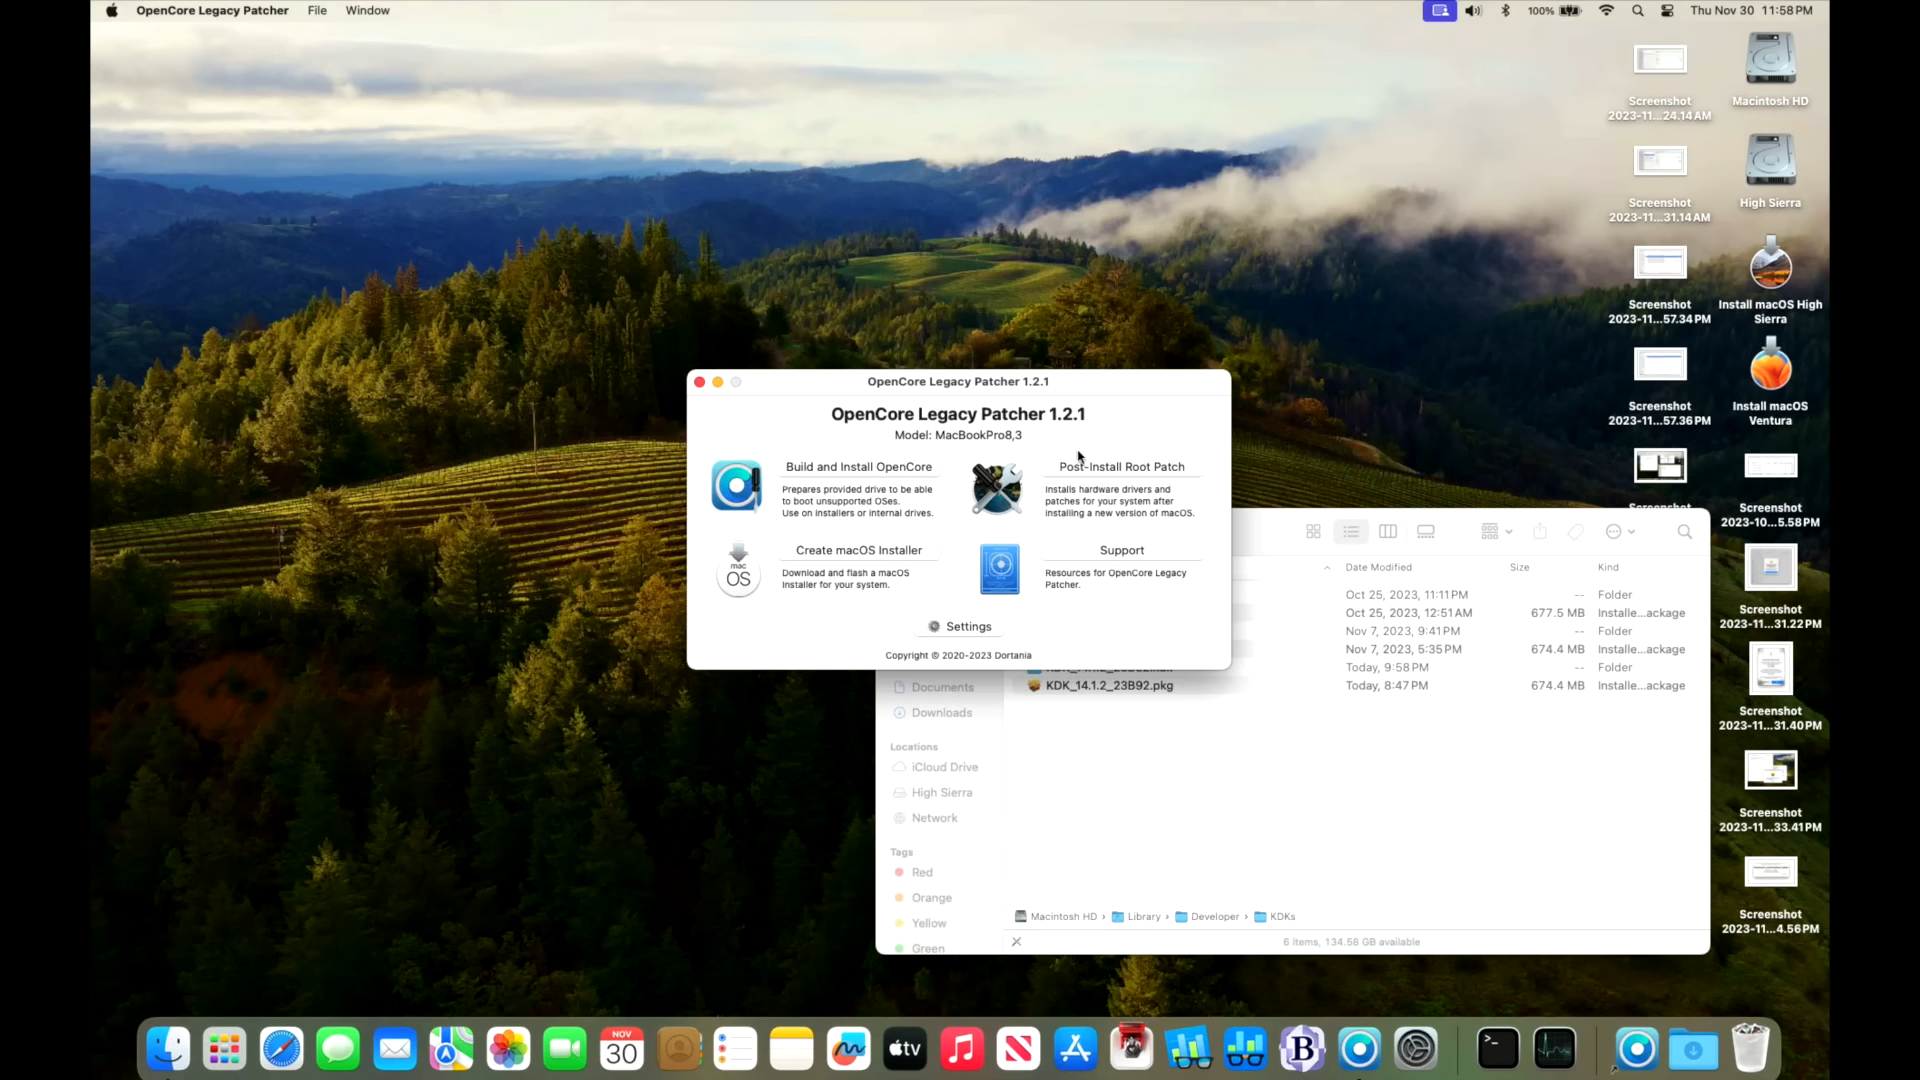 OpenCore Legacy Patcher File Window
100% Thu Nov 30 11:58 PM
Screenshot
2023-11...24.14 AM
Macintosh HD
Screenshot
2023-11...31.14 AM
High Sierra
Screenshot
2023-11...57.34 PM
Install macOS High
Sierra
Screenshot
2023-11...57.36 PM
Install macOS
Ventura
Screenshot
2023-10...5.58 PM
Screenshot
2023-11...31.22 PM
Screenshot
2023-11...31.40 PM
Screenshot
2023-11...33.41 PM
Screenshot
2023-11...4.56 PM
OpenCore Legacy Patcher 1.2.1
OpenCore Legacy Patcher 1.2.1
Model: MacBookPro8,3
Build and Install OpenCore
Prepares provided drive to be able
to boot unsupported OSes.
Use on installers or internal drives.
Post-Install Root Patch
Installs hardware drivers and
patches for your system after
installing a new version of macOS.
mac
OS
Create macOS Installer
Download and flash a macOS
Installer for your system.
Support
Resources for OpenCore Legacy
Patcher.
Settings
Copyright © 2020-2023 Dortania
Date Modified Size Kind
Oct 25, 2023, 11:11 PM -- Folder
Oct 25, 2023, 12:51 AM 677.5 MB Installe...ackage
Nov 7, 2023, 9:41 PM -- Folder
Nov 7, 2023, 5:35 PM 674.4 MB Installe...ackage
Today, 9:58 PM -- Folder
KDK_14.1.2_23B92.pkg Today, 8:47 PM 674.4 MB Installe...ackage
Documents
Downloads
Locations
iCloud Drive
High Sierra
Network
Tags
Red
Orange
Yellow
Green
Macintosh HD › Library › Developer › KDKs
6 items, 134.58 GB available
NOV
30
tv
B